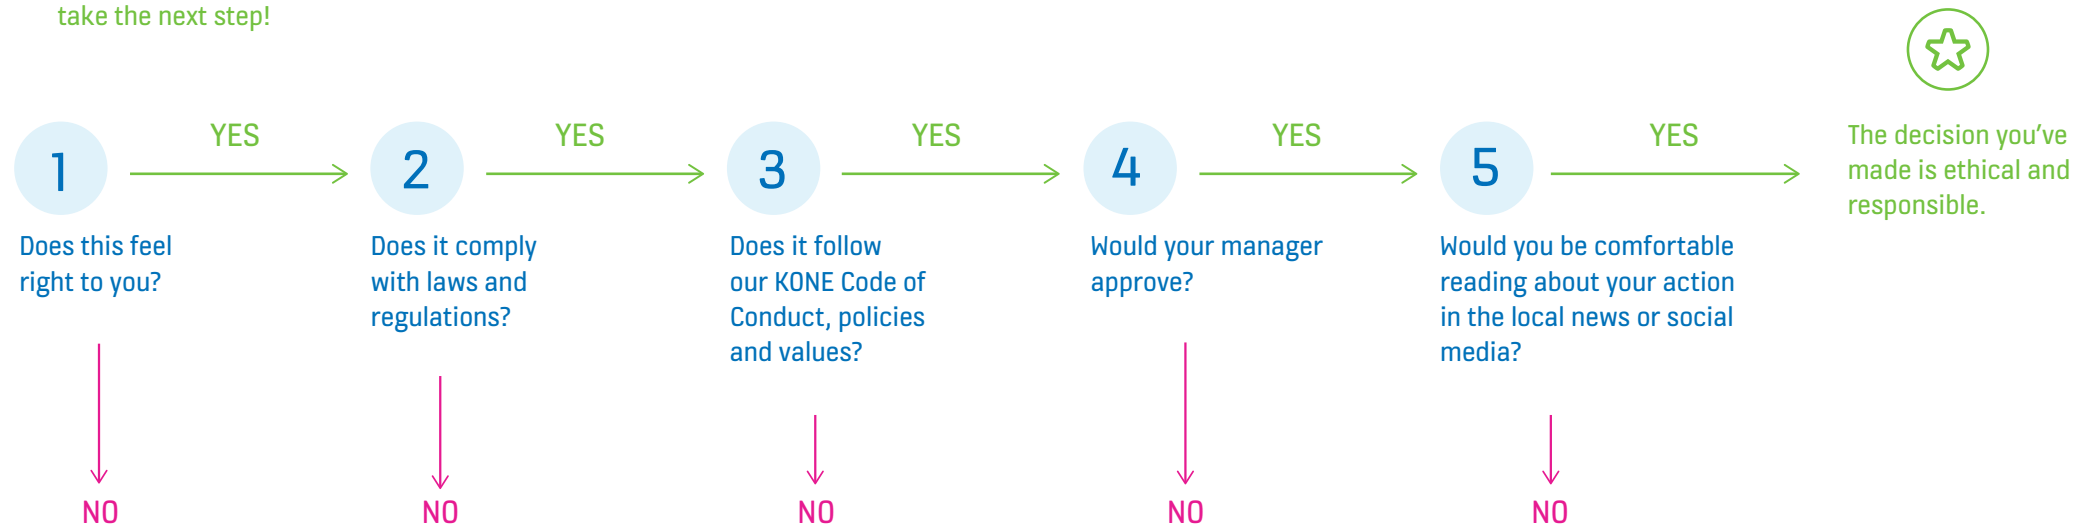 take the next step!
1
YES
2
YES
3
YES
4
YES
5
YES
The decision you've
made is ethical and
responsible.
Does this feel
right to you?
Does it comply
with laws and
regulations?
Does it follow
our KONE Code of
Conduct, policies
and values?
Would your manager
approve?
Would you be comfortable
reading about your action
in the local news or social
media?
NO
NO
NO
NO
NO